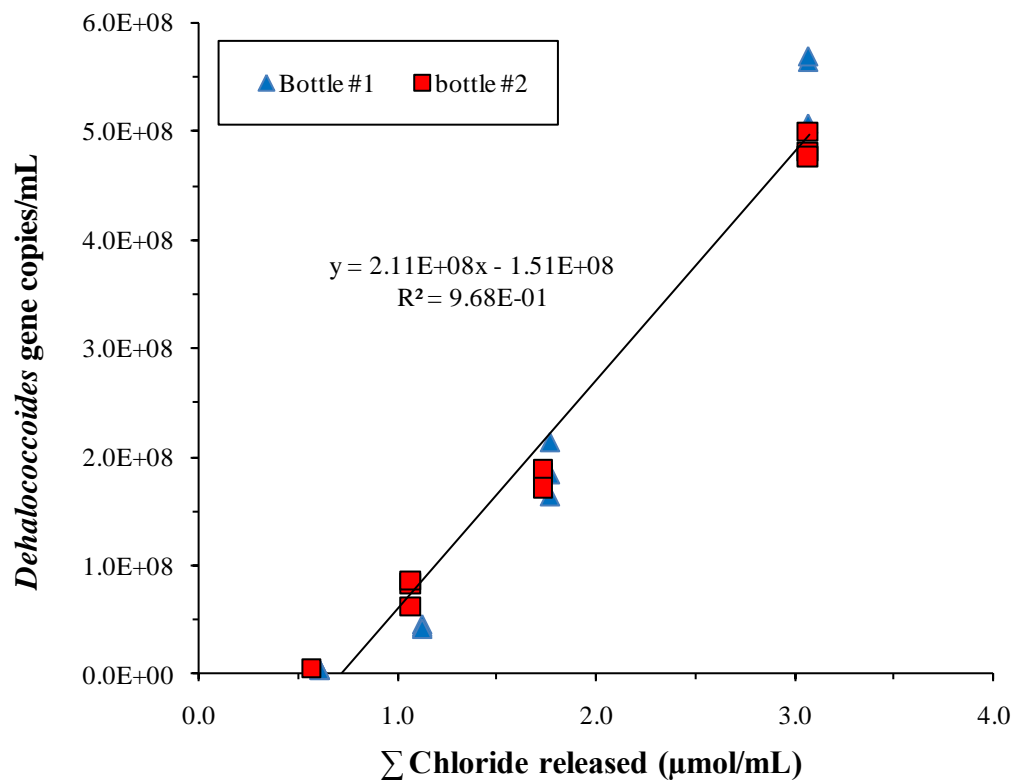 6.0E+08
5.0E+08
4.0E+08
3.0E+08
2.0E+08
1.0E+08
0.0E+00
Dehalococcoides gene copies/mL
Bottle #1
bottle #2
y = 2.11E+08x - 1.51E+08
R² = 9.68E-01
0.0
1.0
2.0
3.0
4.0
∑ Chloride released (µmol/mL)